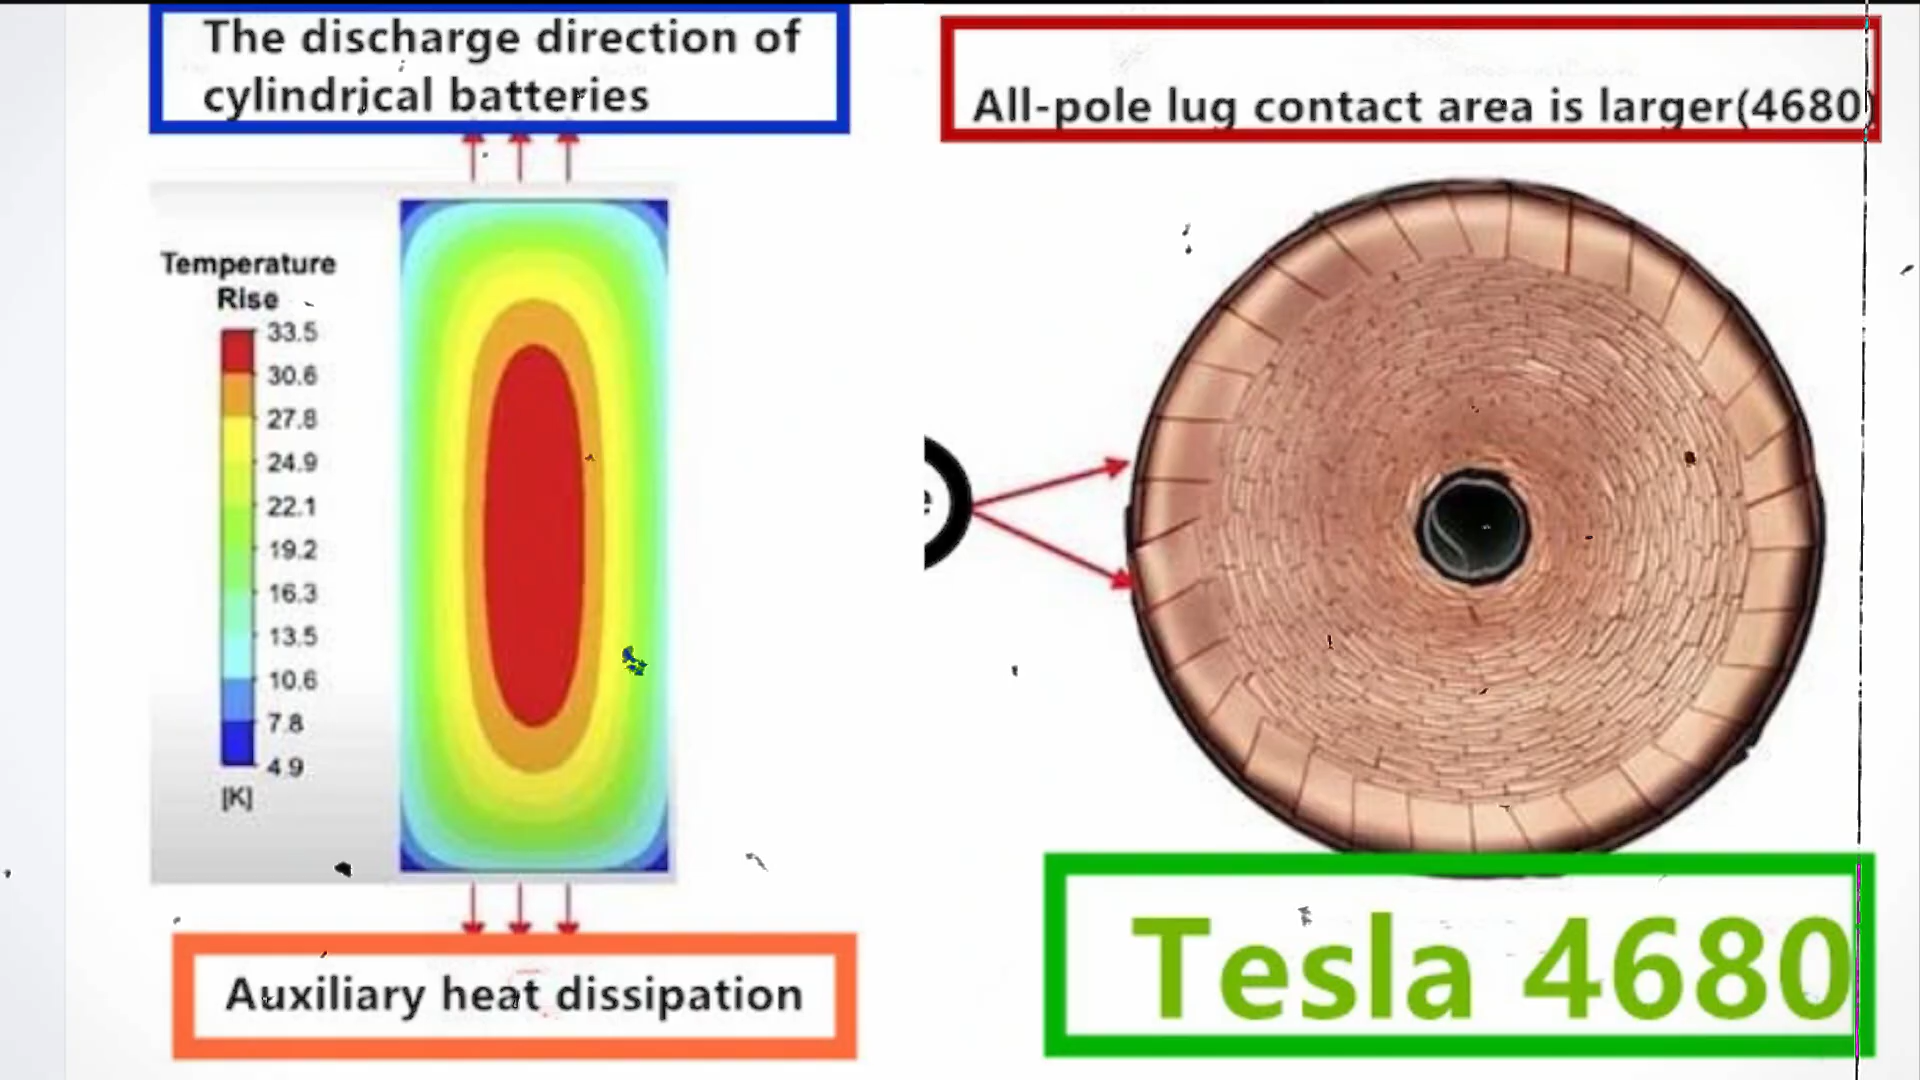 The discharge direction of
cylindrical batteries
All-pole lug contact area is larger(4680)
Temperature
Rise
33.5
30.6
27.8
24.9
22.1
19.2
16.3
13.5
10.6
7.8
4.9
[K]
e
Auxiliary heat dissipation
Tesla 4680